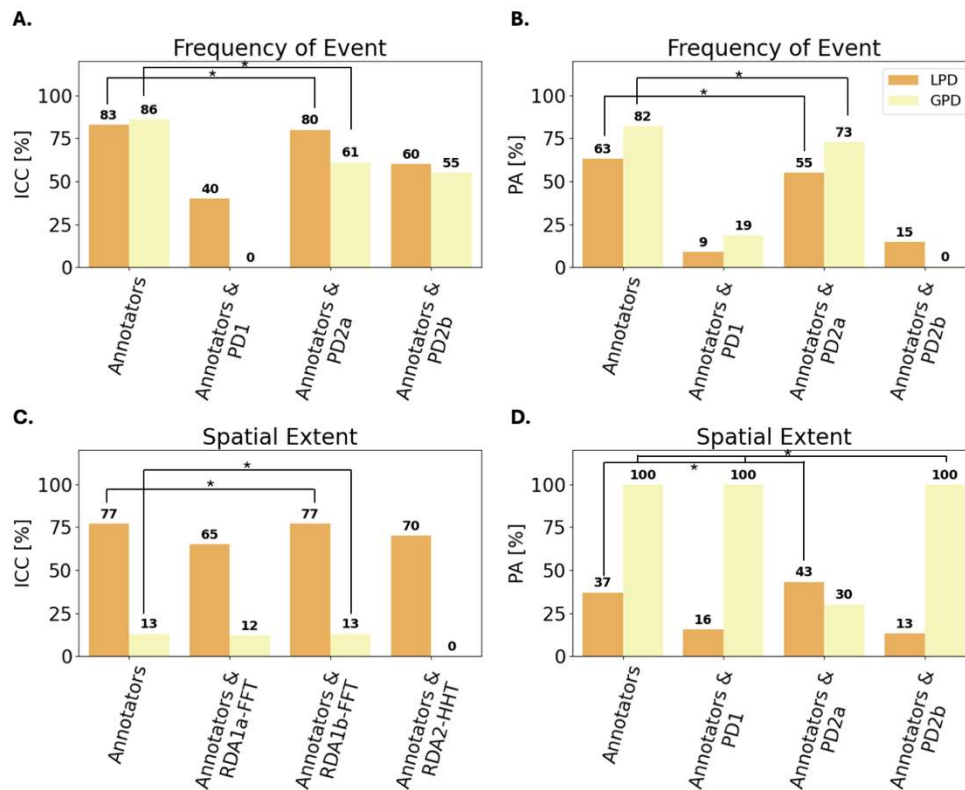 A.
Frequency of Event
* *
ICC [%]
100
75
50
25
0
83
86
40
0
80
61
60
55
Annotators
Annotators &
PD1
Annotators &
PD2a
Annotators &
PD2b
B.
Frequency of Event
* *
LPD
GPD
PA [%]
100
75
50
25
0
63
82
9
19
55
73
15
0
Annotators
Annotators &
PD1
Annotators &
PD2a
Annotators &
PD2b
C.
Spatial Extent
* *
ICC [%]
100
75
50
25
0
77
13
65
12
77
13
70
0
Annotators
Annotators &
RDA1a-FFT
Annotators &
RDA1b-FFT
Annotators &
RDA2-HHT
D.
Spatial Extent
* *
PA [%]
100
75
50
25
0
37
100
16
100
43
30
13
100
Annotators
Annotators &
PD1
Annotators &
PD2a
Annotators &
PD2b